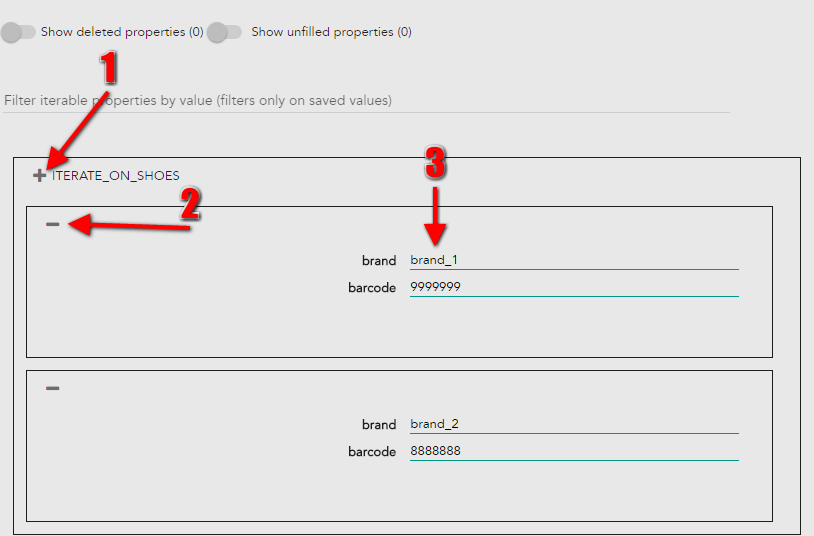 Show deleted properties (0) Show unfilled properties (0)
1
Filter iterable properties by value (filters only on saved values)
3
ITERATE_ON_SHOES
2
brand brand_1
barcode 9999999
brand brand_2
barcode 8888888